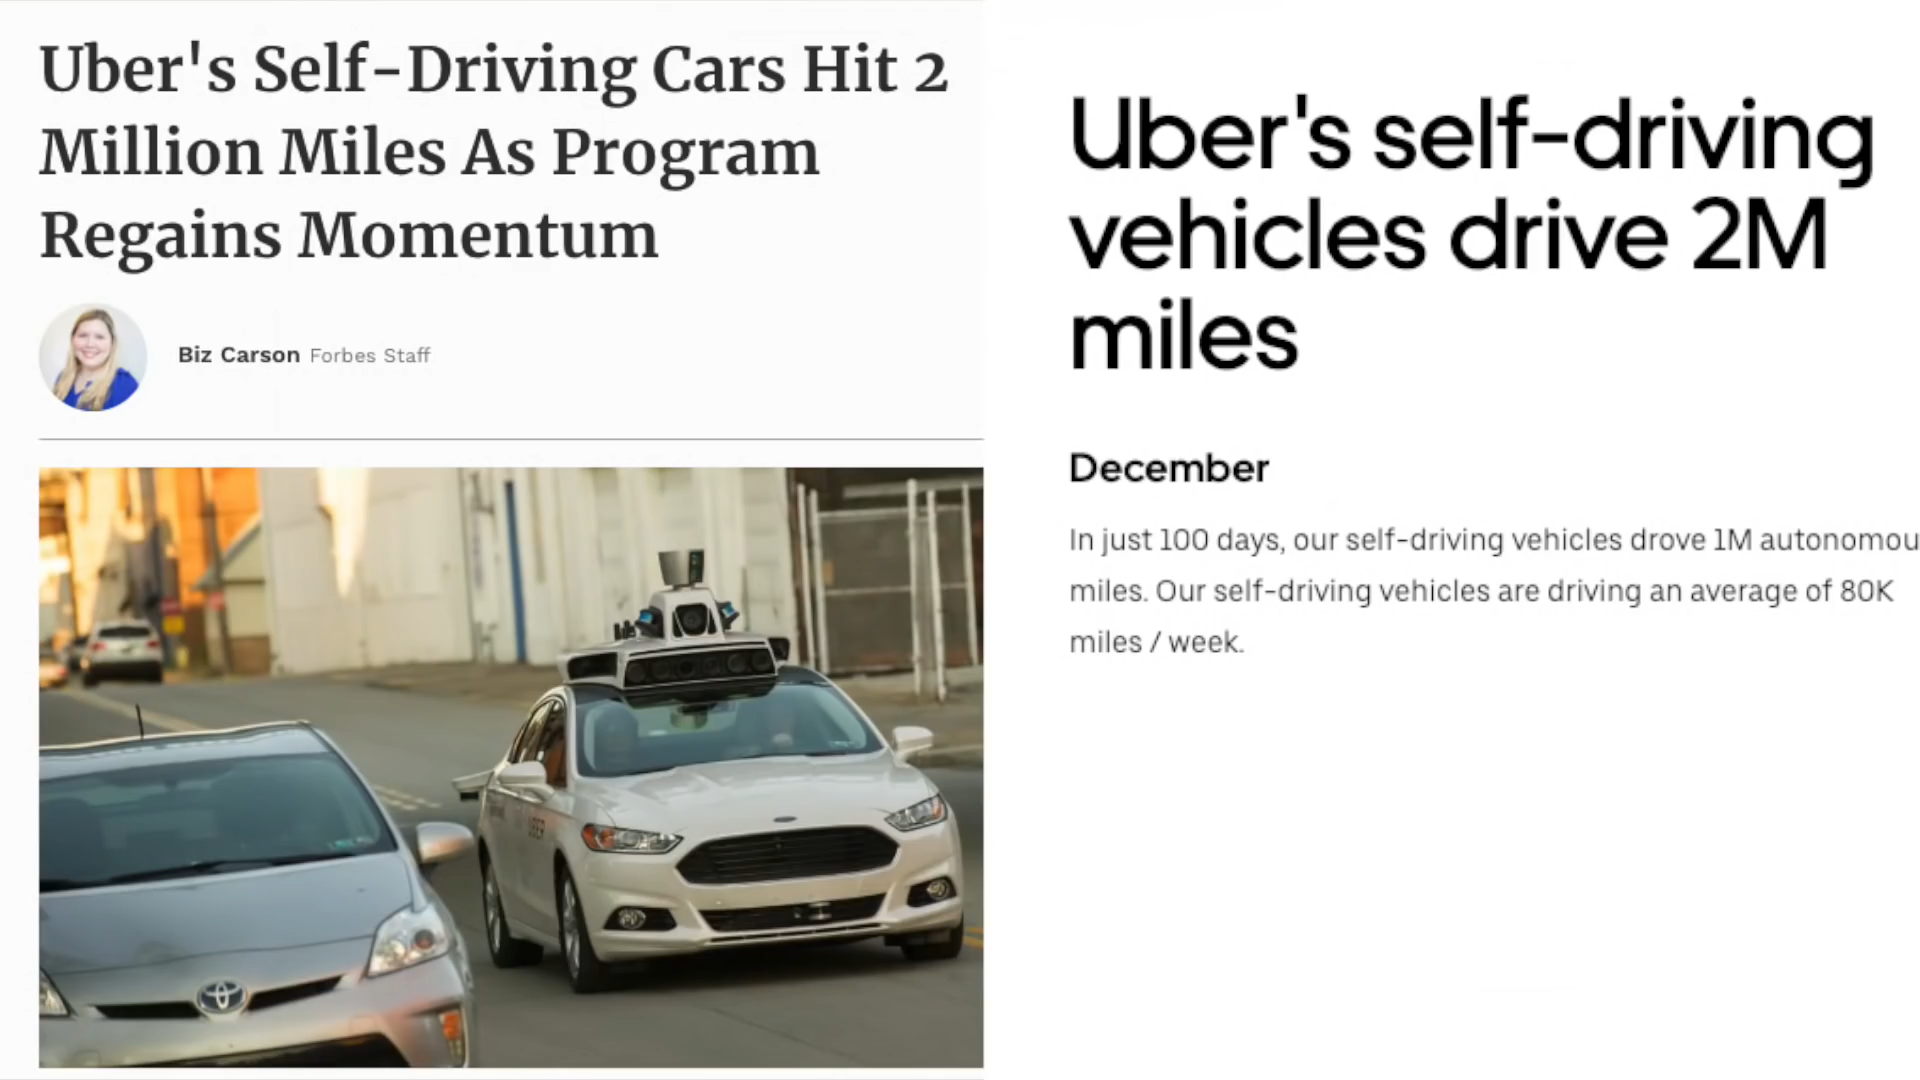 Uber's Self-Driving Cars Hit 2
Million Miles As Program
Regains Momentum
Biz Carson Forbes Staff
UBER
Uber's self-driving
vehicles drive 2M
miles
December
In just 100 days, our self-driving vehicles drove 1M autonomou
miles. Our self-driving vehicles are driving an average of 80K
miles / week.